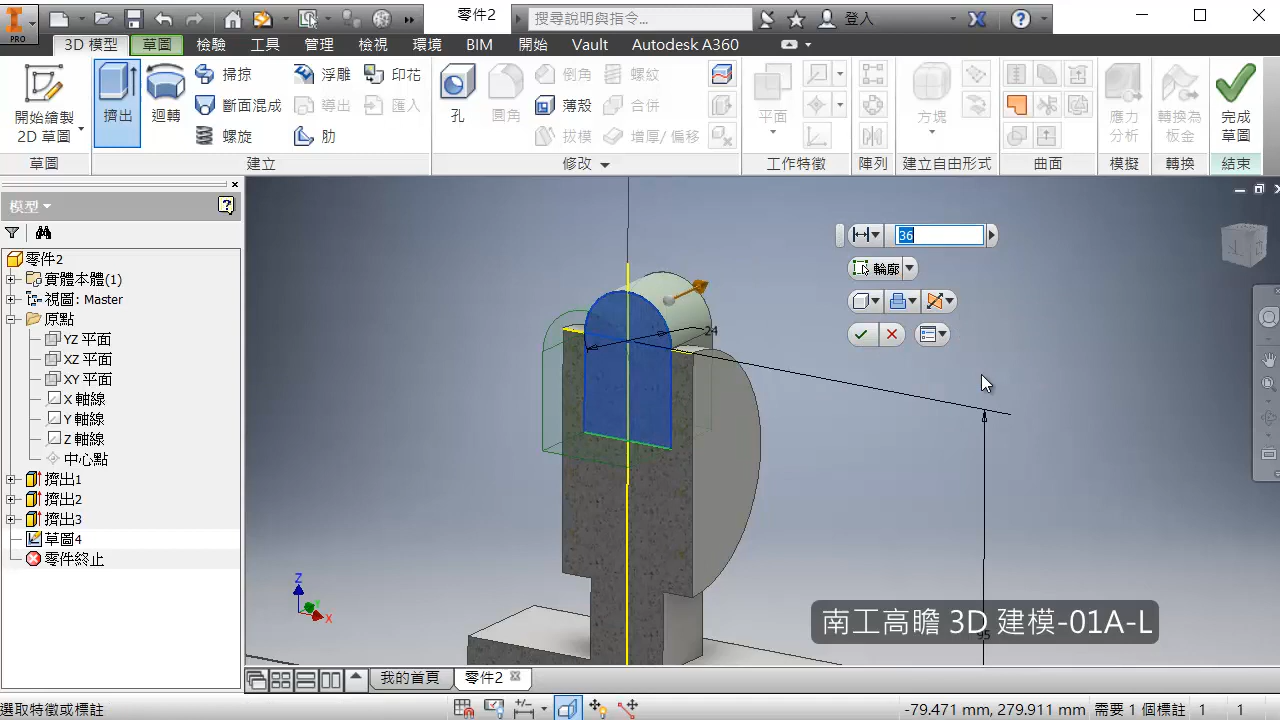 PRO
零件2
搜尋說明與指令...
登入
3D 模型
草圖
檢驗
工具
管理
檢視
環境
BIM
開始
Vault
Autodesk A360
開始繪製
2D 草圖
擠出
迴轉
掃掠
斷面混成
螺旋
浮雕
導出
肋
印花
匯入
孔
圓角
倒角
薄殼
拔模
螺紋
合併
增厚/ 偏移
平面
方塊
應力
分析
轉換為
板金
完成
草圖
草圖
建立
修改
工作特徵
陣列
建立自由形式
曲面
模擬
轉換
結束
模型
零件2
實體本體(1)
視圖: Master
原點
YZ 平面
XZ 平面
XY 平面
X 軸線
Y 軸線
Z 軸線
中心點
擠出1
擠出2
擠出3
草圖4
零件終止
36
輪廓
24
Z
X
南工高瞻 3D 建模-01A-L
95
我的首頁
零件2
選取特徵或標註
-79.471 mm, 279.911 mm
需要 1 個標註
1
1